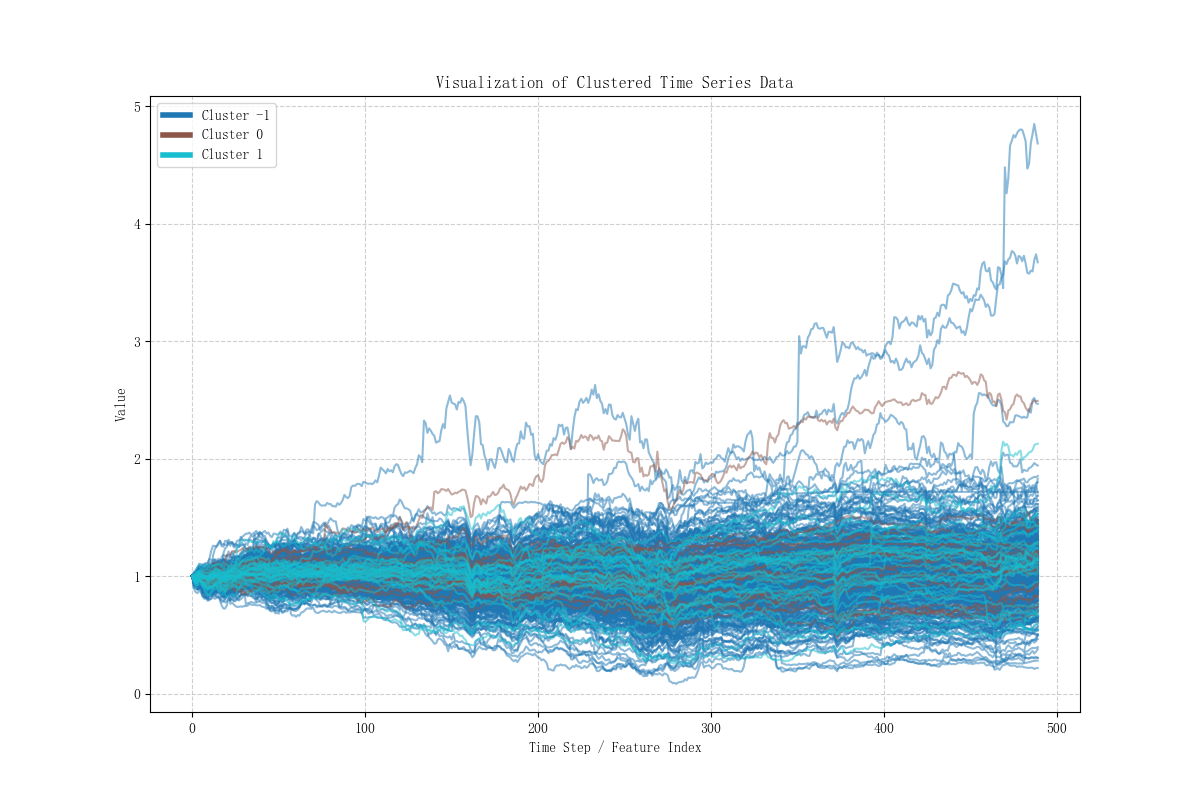 Visualization of Clustered Time Series Data
Cluster -1
Cluster 0
Cluster 1
5
4
3
2
1
0
Value
0 100 200 300 400 500
Time Step / Feature Index